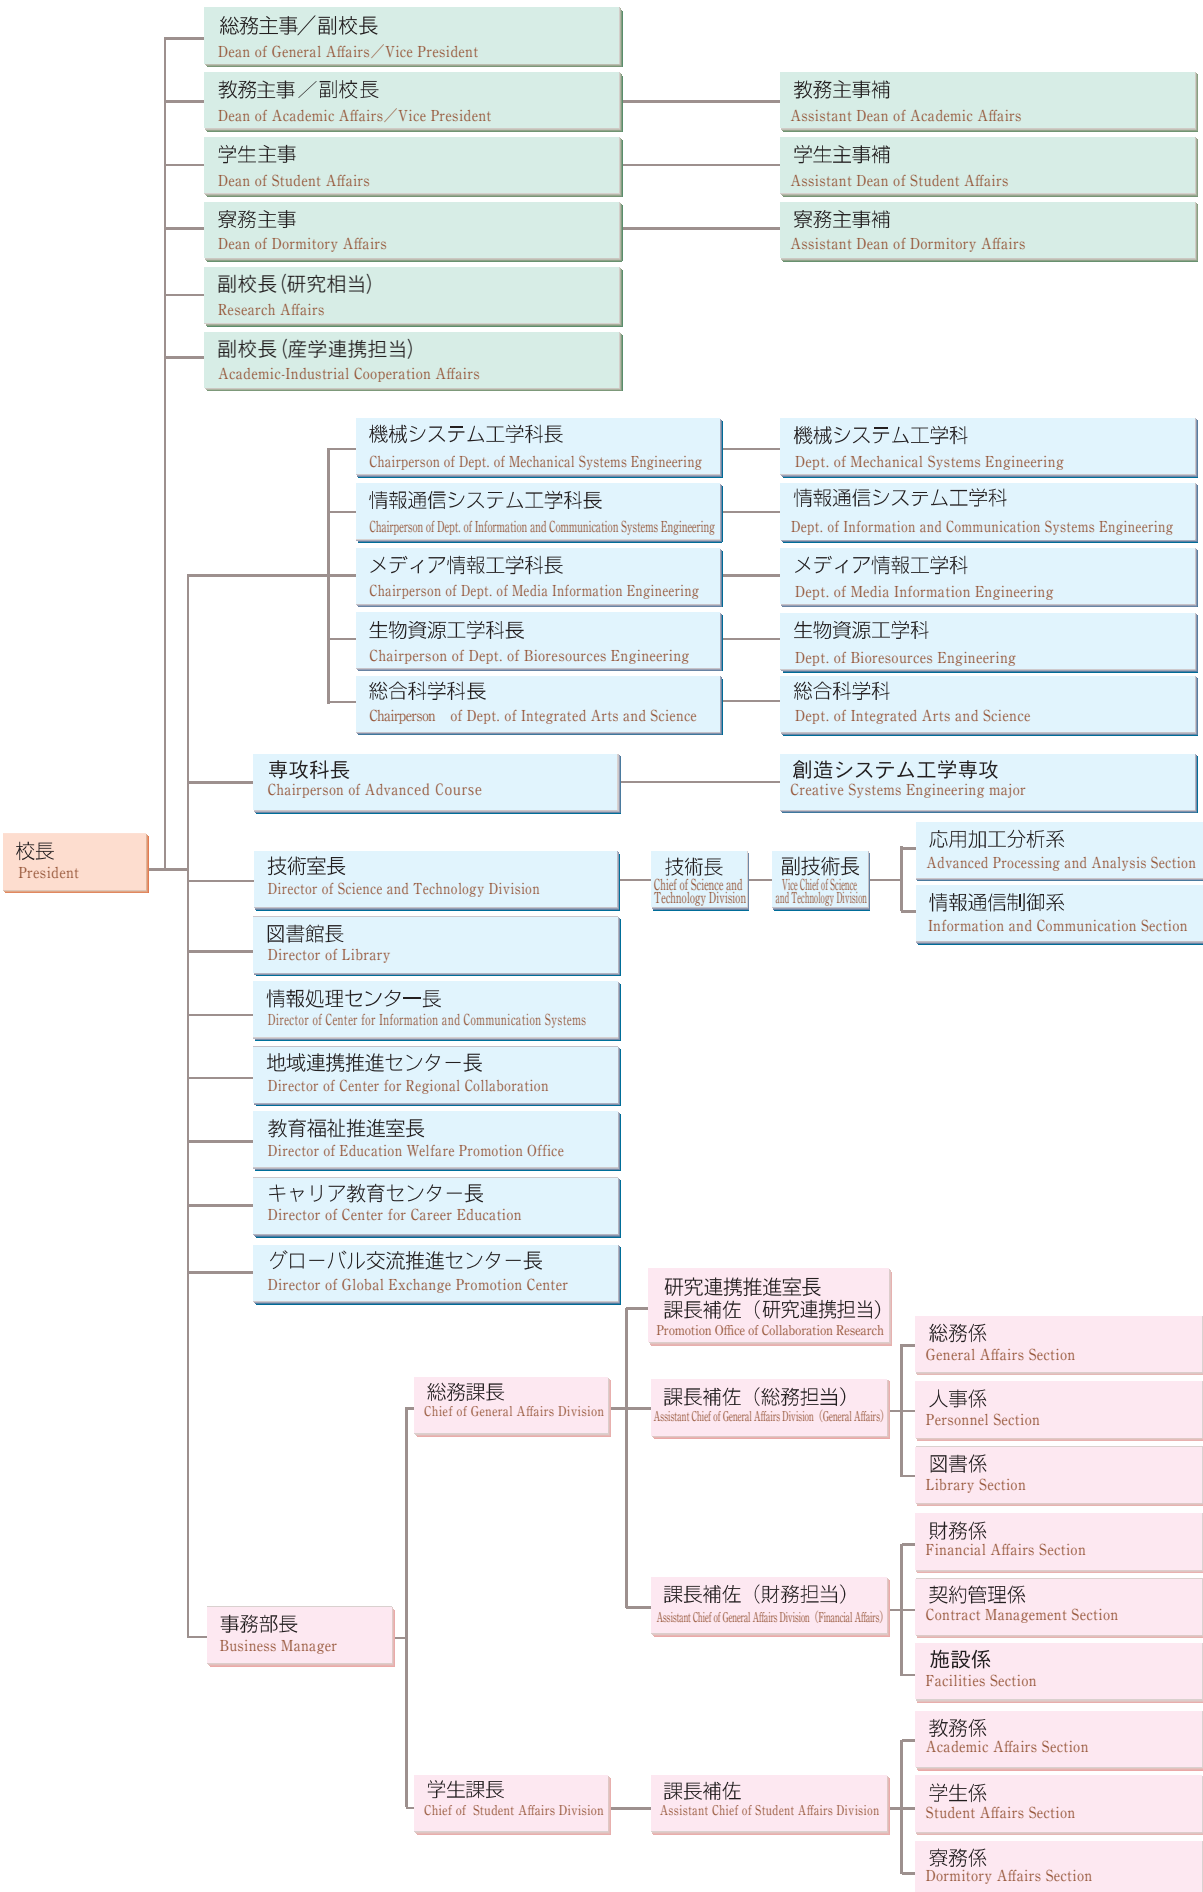 総務主事／副校長
Dean of General Affairs／Vice President
教務主事／副校長
Dean of Academic Affairs／Vice President
教務主事補
Assistant Dean of Academic Affairs
学生主事
Dean of Student Affairs
学生主事補
Assistant Dean of Student Affairs
寮務主事
Dean of Dormitory Affairs
寮務主事補
Assistant Dean of Dormitory Affairs
副校長(研究相当)
Research Affairs
副校長(産学連携担当)
Academic-Industrial Cooperation Affairs
機械システム工学科長
Chairperson of Dept. of Mechanical Systems Engineering
機械システム工学科
Dept. of Mechanical Systems Engineering
情報通信システム工学科長
Chairperson of Dept. of Information and Communication Systems Engineering
情報通信システム工学科
Dept. of Information and Communication Systems Engineering
メディア情報工学科長
Chairperson of Dept. of Media Information Engineering
メディア情報工学科
Dept. of Media Information Engineering
生物資源工学科長
Chairperson of Dept. of Bioresources Engineering
生物資源工学科
Dept. of Bioresources Engineering
総合科学科長
Chairperson of Dept. of Integrated Arts and Science
総合科学科
Dept. of Integrated Arts and Science
専攻科長
Chairperson of Advanced Course
創造システム工学専攻
Creative Systems Engineering major
校長
President
技術室長
Director of Science and Technology Division
技術長
Chief of Science and
Technology Division
副技術長
Vice Chief of Science
and Technology Division
応用加工分析系
Advanced Processing and Analysis Section
情報通信制御系
Information and Communication Section
図書館長
Director of Library
情報処理センター長
Director of Center for Information and Communication Systems
地域連携推進センター長
Director of Center for Regional Collaboration
教育福祉推進室長
Director of Education Welfare Promotion Office
キャリア教育センター長
Director of Center for Career Education
グローバル交流推進センター長
Director of Global Exchange Promotion Center
研究連携推進室長
課長補佐（研究連携担当）
Promotion Office of Collaboration Research
総務課長
Chief of General Affairs Division
課長補佐（総務担当）
Assistant Chief of General Affairs Division（General Affairs）
総務係
General Affairs Section
人事係
Personnel Section
図書係
Library Section
課長補佐（財務担当）
Assistant Chief of General Affairs Division（Financial Affairs）
財務係
Financial Affairs Section
契約管理係
Contract Management Section
施設係
Facilities Section
事務部長
Business Manager
学生課長
Chief of Student Affairs Division
課長補佐
Assistant Chief of Student Affairs Division
教務係
Academic Affairs Section
学生係
Student Affairs Section
寮務係
Dormitory Affairs Section